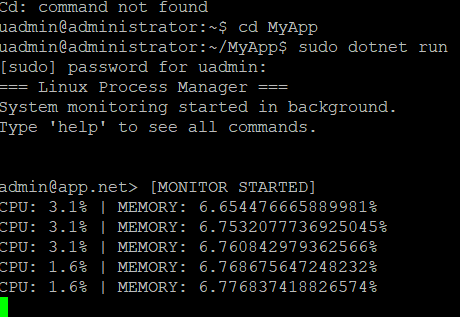 Cd: command not found
uadmin@administrator:~$ cd MyApp
uadmin@administrator:~/MyApp$ sudo dotnet run
[sudo] password for uadmin:
=== Linux Process Manager ===
System monitoring started in background.
Type 'help' to see all commands.
admin@app.net> [MONITOR STARTED]
CPU: 3.1% | MEMORY: 6.654476665889981%
CPU: 3.1% | MEMORY: 6.7532077736925045%
CPU: 3.1% | MEMORY: 6.760842979362566%
CPU: 1.6% | MEMORY: 6.768675647248232%
CPU: 1.6% | MEMORY: 6.776837418826574%